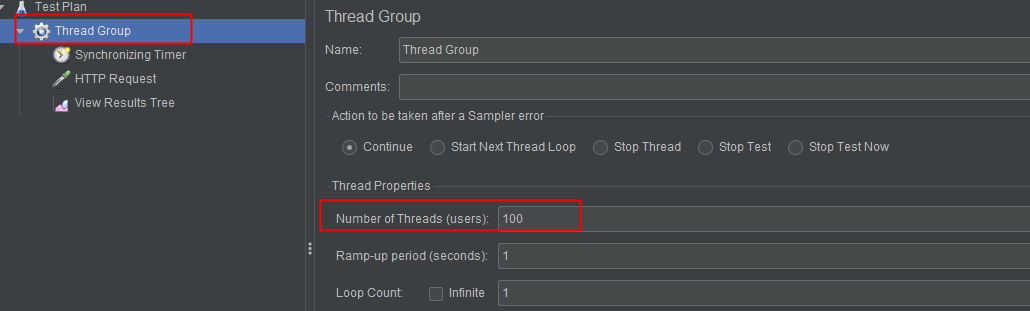 Test Plan
Thread Group
Synchronizing Timer
HTTP Request
View Results Tree
Thread Group
Name: Thread Group
Comments:
Action to be taken after a Sampler error
Continue Start Next Thread Loop Stop Thread Stop Test Stop Test Now
Thread Properties
Number of Threads (users): 100
Ramp-up period (seconds): 1
Loop Count: Infinite 1